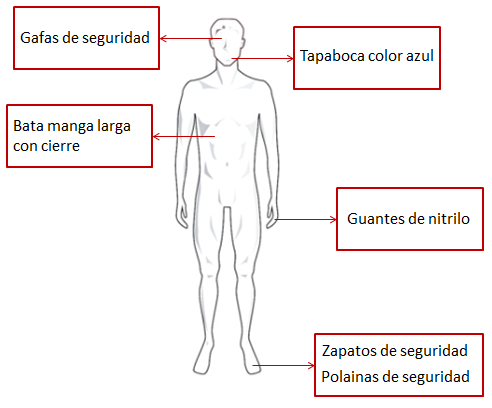 Gafas de seguridad
Tapaboca color azul
Bata manga larga
con cierre
Guantes de nitrilo
Zapatos de seguridad
Polainas de seguridad